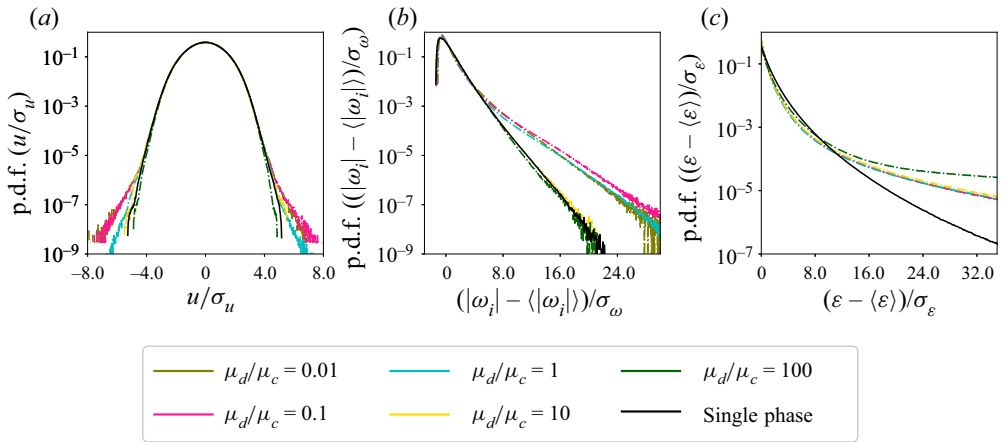 (a)
(b)
(c)
p.d.f. (u/σ_u)
10^−1
10^−3
10^−5
10^−7
10^−9
−8.0 −4.0 0 4.0 8.0
u/σ_u
p.d.f. ((|ω_i| − ⟨|ω_i|⟩)/σ_ω)
10^−1
10^−3
10^−5
10^−7
10^−9
0 8.0 16.0 24.0
(|ω_i| − ⟨|ω_i|⟩)/σ_ω
p.d.f. ((ε − ⟨ε⟩)/σ_ε)
10^−1
10^−3
10^−5
10^−7
0 8.0 16.0 24.0 32.0
(ε − ⟨ε⟩)/σ_ε
μ_d/μ_c = 0.01
μ_d/μ_c = 1
μ_d/μ_c = 100
μ_d/μ_c = 0.1
μ_d/μ_c = 10
Single phase